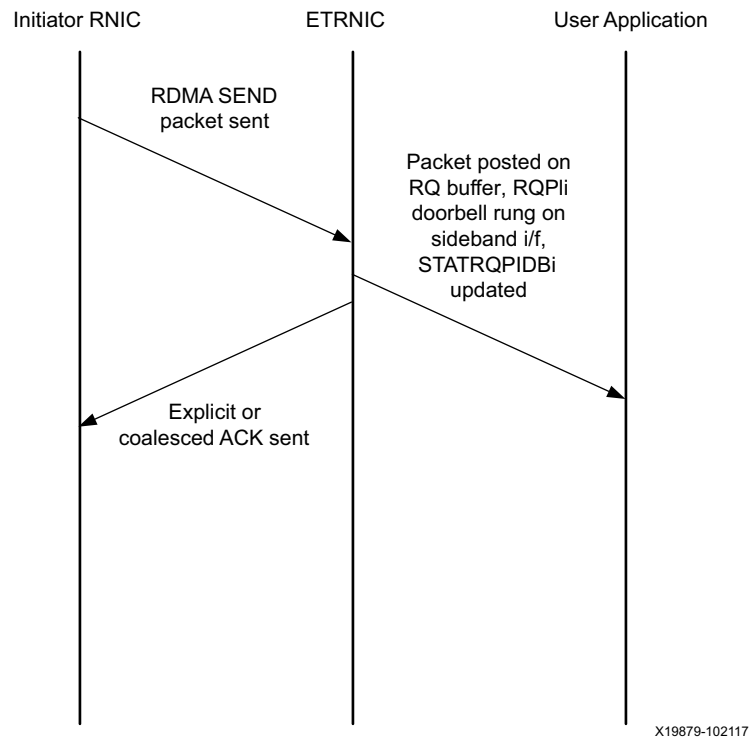 Initiator RNIC
ETRNIC
User Application
RDMA SEND
packet sent
Packet posted on
RQ buffer, RQPli
doorbell rung on
sideband i/f,
STATRQPIDBi
updated
Explicit or
coalesced ACK sent
X19879-102117